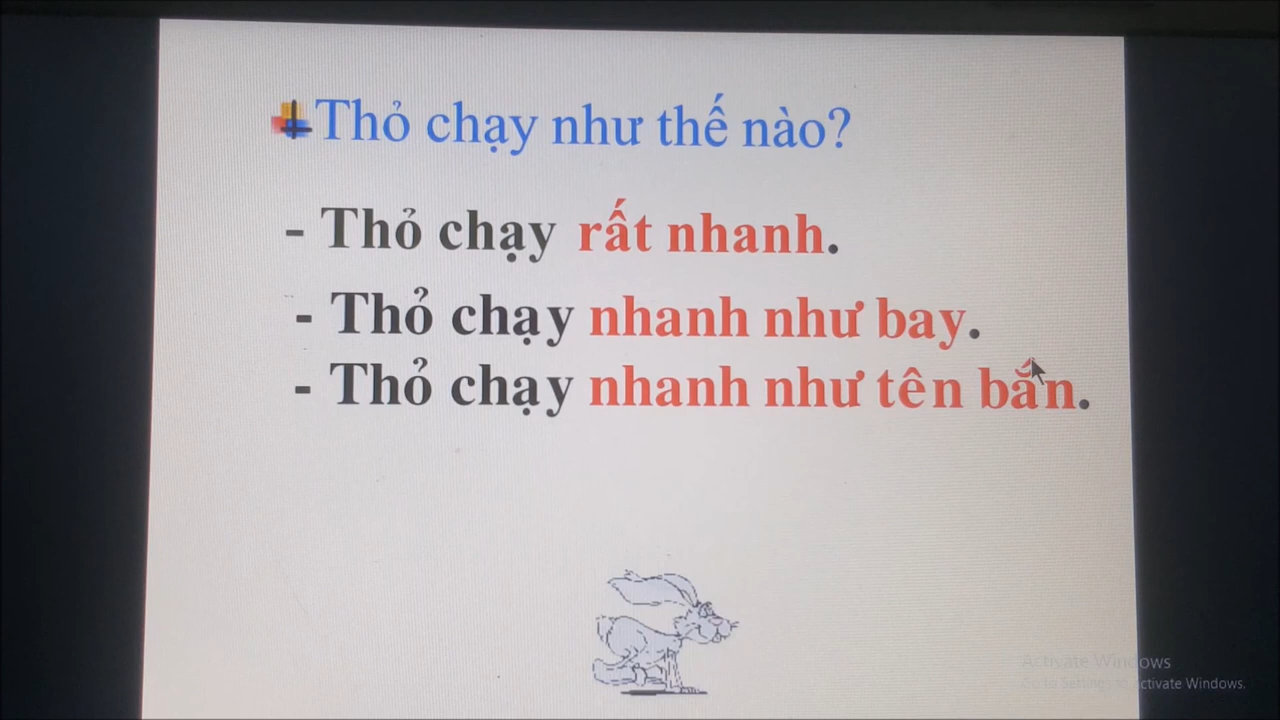 Thỏ chạy như thế nào?
- Thỏ chạy rất nhanh.
- Thỏ chạy nhanh như bay.
- Thỏ chạy nhanh như tên bắn.
Activate Windows
Go to Settings to activate Windows.